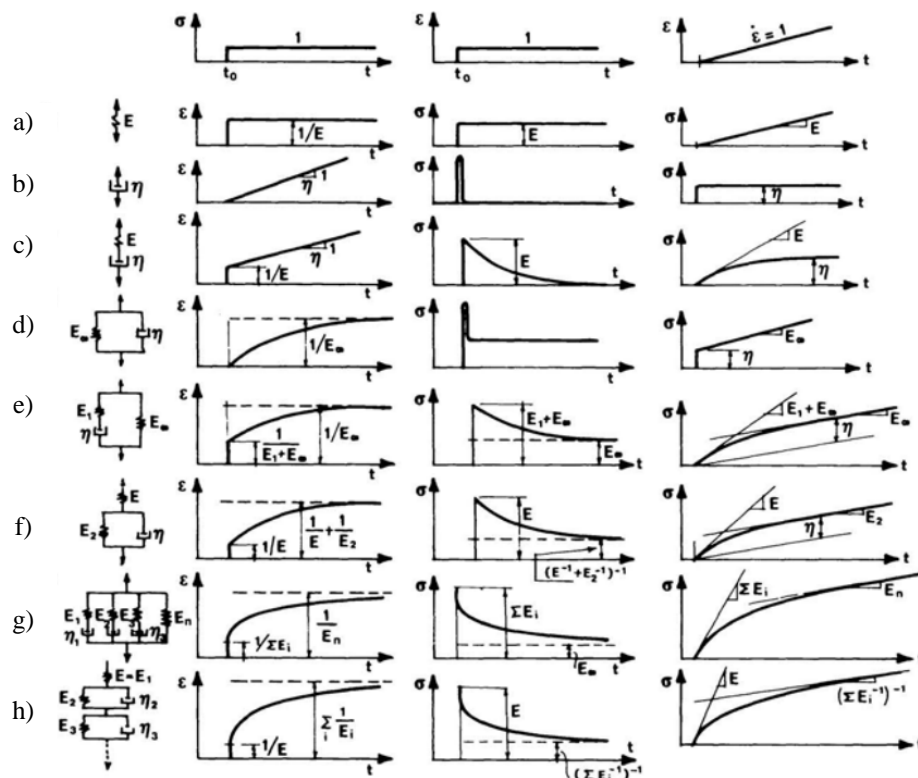 σ 1 t₀ t
ε 1 t₀ t
ε ε̇ = 1 t
a) E ε 1/E t
σ E t
σ E t
b) η ε η 1 t
σ t
σ η t
c) E η ε 1/E η 1 t
σ E t
σ E η t
d) E∞ η ε 1/E∞ t
σ t
σ η E∞ t
e) E₁ η E∞ ε 1/(E₁+E∞) 1/E∞ t
σ E₁+E∞ E∞ t
σ E₁+E∞ η E∞ t
f) E E₂ η ε 1/E 1/E + 1/E₂ t
σ E (E⁻¹+E₂⁻¹)⁻¹ t
σ E η E₂ t
g) E₁ η₁ Eₙ ε 1/ΣEᵢ 1/Eₙ t
σ ΣEᵢ E∞ t
σ ΣEᵢ Eₙ t
h) E=E₁ E₂ η₂ E₃ η₃ ε 1/E Σᵢ 1/Eᵢ t
σ E (ΣEᵢ⁻¹)⁻¹ t
σ E (ΣEᵢ⁻¹)⁻¹